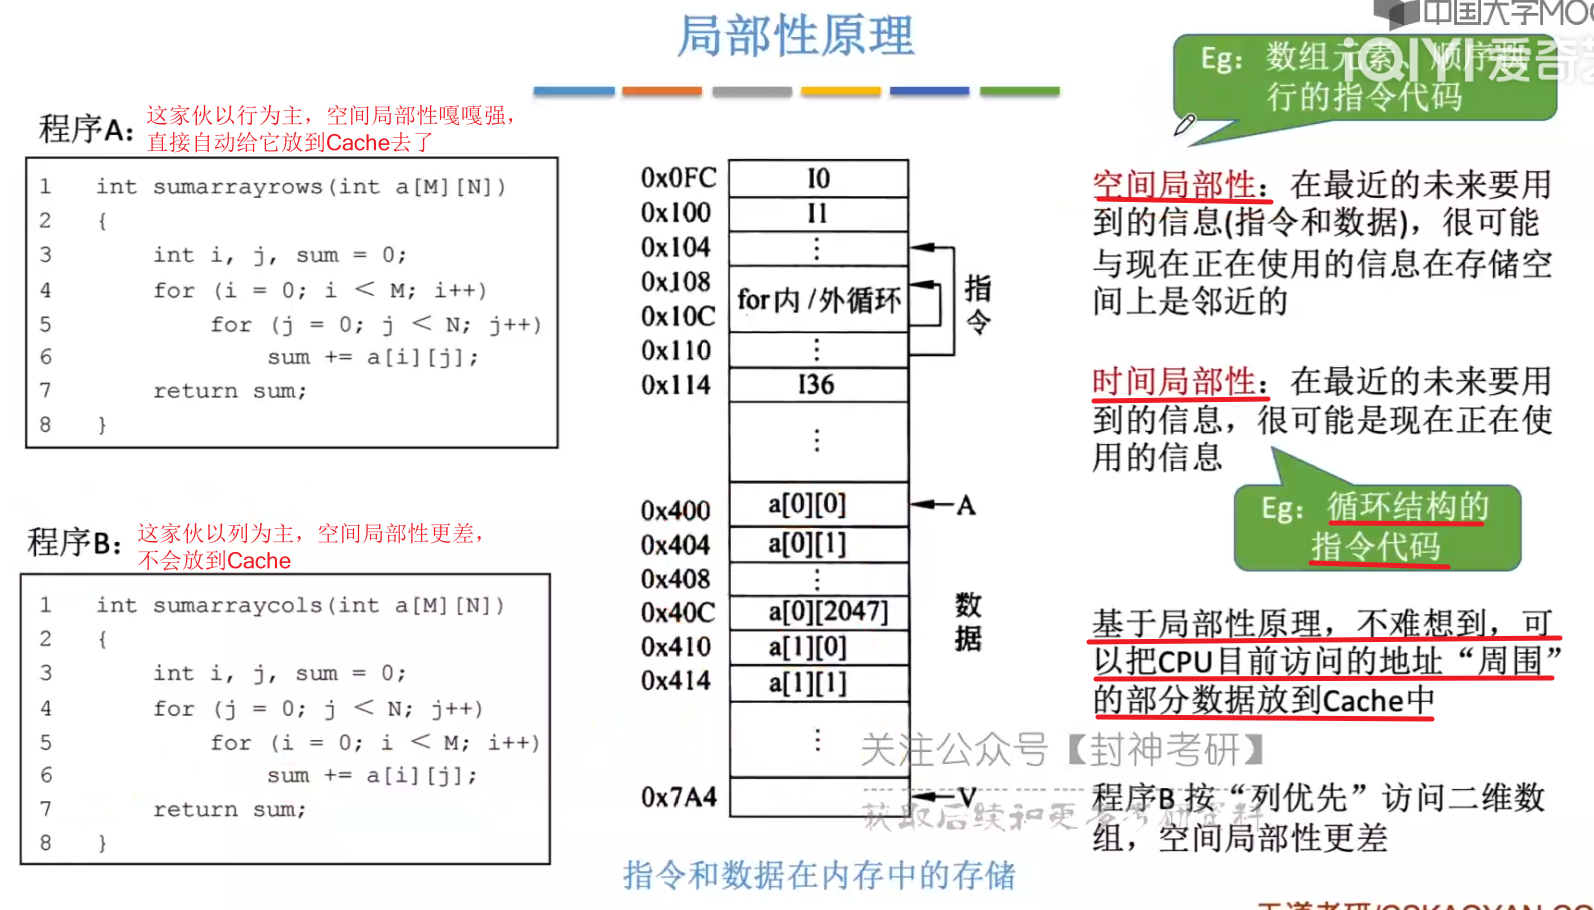 局部性原理
中国大学MOO
iQIYI爱奇艺
Eg：数组元素、顺序执
行的指令代码
程序A：
这家伙以行为主，空间局部性嘎嘎强，
直接自动给它放到Cache去了
1 int sumarrayrows(int a[M][N])
2 {
3 int i, j, sum = 0;
4 for (i = 0; i < M; i++)
5 for (j = 0; j < N; j++)
6 sum += a[i][j];
7 return sum;
8 }
程序B：
这家伙以列为主，空间局部性更差，
不会放到Cache
1 int sumarraycols(int a[M][N])
2 {
3 int i, j, sum = 0;
4 for (j = 0; j < N; j++)
5 for (i = 0; i < M; i++)
6 sum += a[i][j];
7 return sum;
8 }
0x0FC I0
0x100 I1
0x104 ⋮
0x108
for内/外循环
0x10C
0x110 ⋮
0x114 I36
⋮
指令
0x400 a[0][0] A
0x404 a[0][1]
0x408 ⋮
0x40C a[0][2047]
0x410 a[1][0]
0x414 a[1][1]
⋮
数据
0x7A4 V
指令和数据在内存中的存储
空间局部性：在最近的未来要用
到的信息(指令和数据)，很可能
与现在正在使用的信息在存储空
间上是邻近的
时间局部性：在最近的未来要用
到的信息，很可能是现在正在使
用的信息
Eg：循环结构的
指令代码
基于局部性原理，不难想到，可
以把CPU目前访问的地址“周围”
的部分数据放到Cache中
关注公众号【封神考研】
获取后续和更多考研资料
程序B按“列优先”访问二维数
组，空间局部性更差